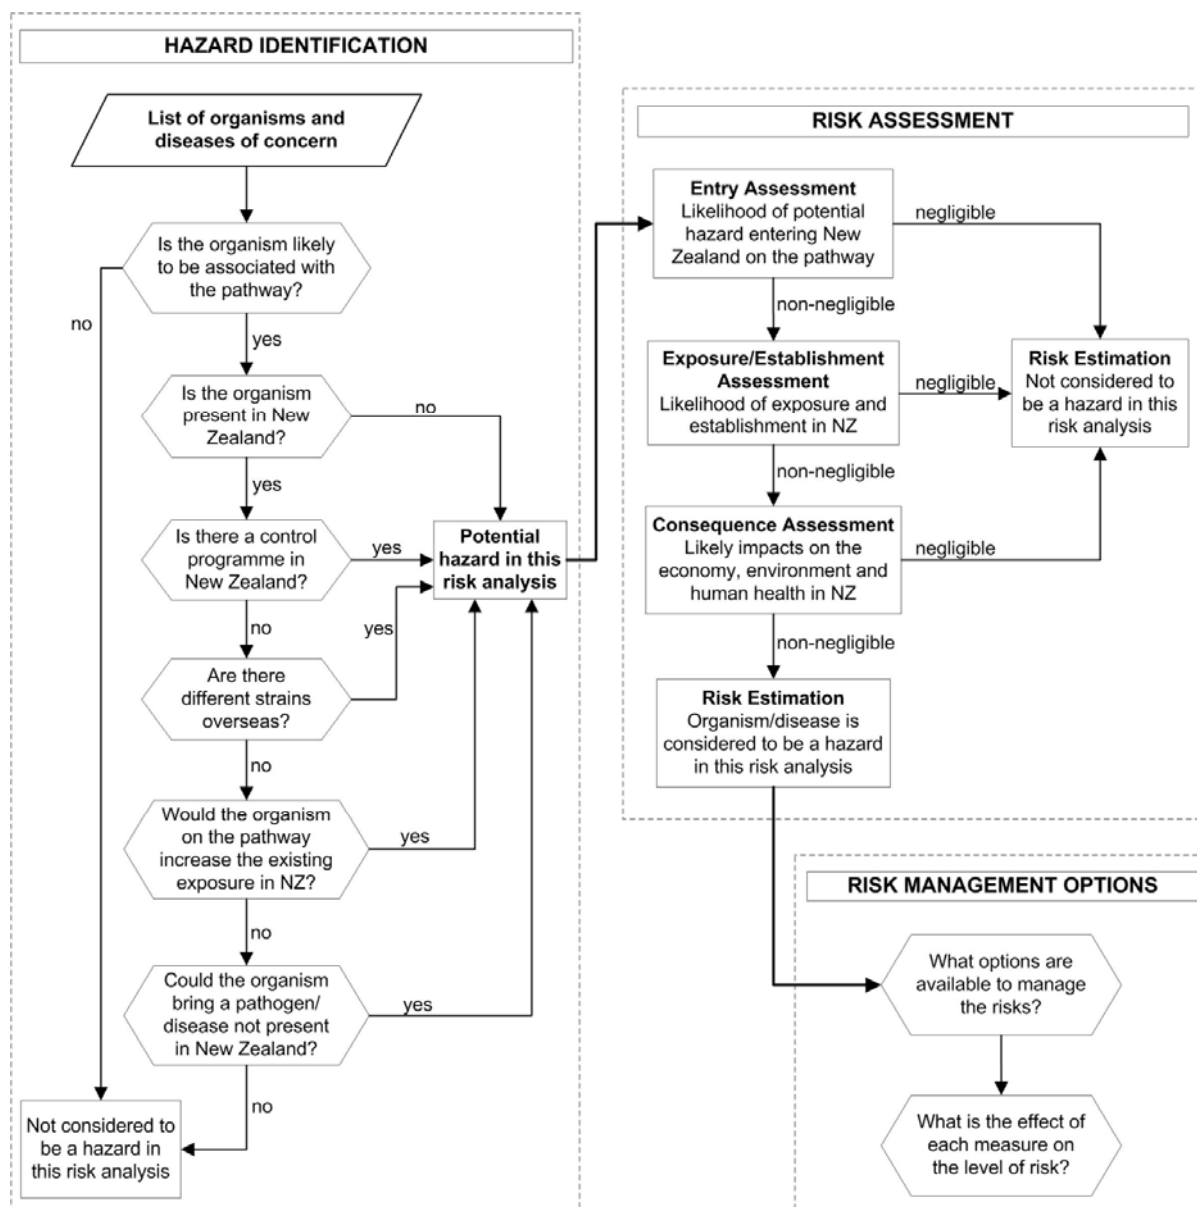 HAZARD IDENTIFICATION
List of organisms and
diseases of concern
Is the organism likely
to be associated with
the pathway?
no
yes
Is the organism
present in New
Zealand?
no
yes
Is there a control
programme in
New Zealand?
yes
no
Are there
different strains
overseas?
yes
no
Would the organism
on the pathway
increase the existing
exposure in NZ?
yes
no
Could the organism
bring a pathogen/
disease not present
in New Zealand?
yes
no
Not considered to
be a hazard in
this risk analysis
Potential
hazard in this
risk analysis
RISK ASSESSMENT
Entry Assessment
Likelihood of potential
hazard entering New
Zealand on the pathway
negligible
non-negligible
Exposure/Establishment
Assessment
Likelihood of exposure and
establishment in NZ
negligible
non-negligible
Consequence Assessment
Likely impacts on the
economy, environment and
human health in NZ
negligible
non-negligible
Risk Estimation
Not considered to
be a hazard in this
risk analysis
Risk Estimation
Organism/disease is
considered to be a hazard
in this risk analysis
RISK MANAGEMENT OPTIONS
What options are
available to manage
the risks?
What is the effect of
each measure on
the level of risk?